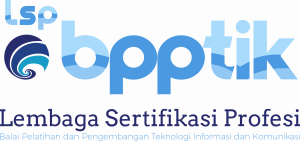 lsp
bpptik
Lembaga Sertifikasi Profesi
Balai Pelatihan dan Pengembangan Teknologi Informasi dan Komunikasi